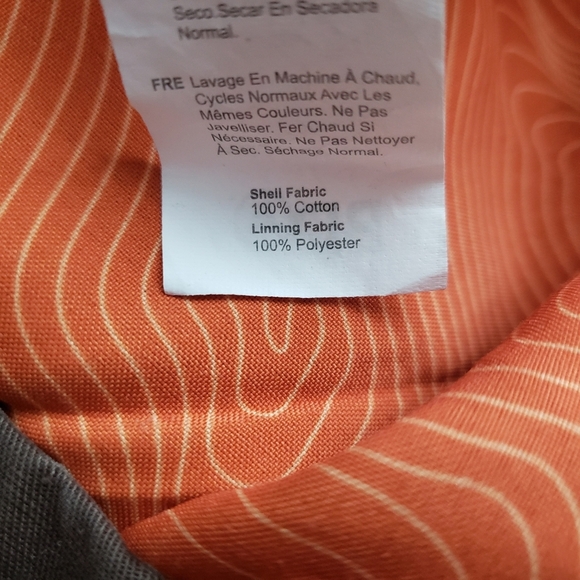 Seco.Secar En Secadora
Normal.
FRE Lavage En Machine À Chaud,
Cycles Normaux Avec Les
Mêmes Couleurs. Ne Pas
Javelliser. Fer Chaud Si
Nécessaire. Ne Pas Nettoyer
À Sec. Séchage Normal.
Shell Fabric
100% Cotton
Linning Fabric
100% Polyester